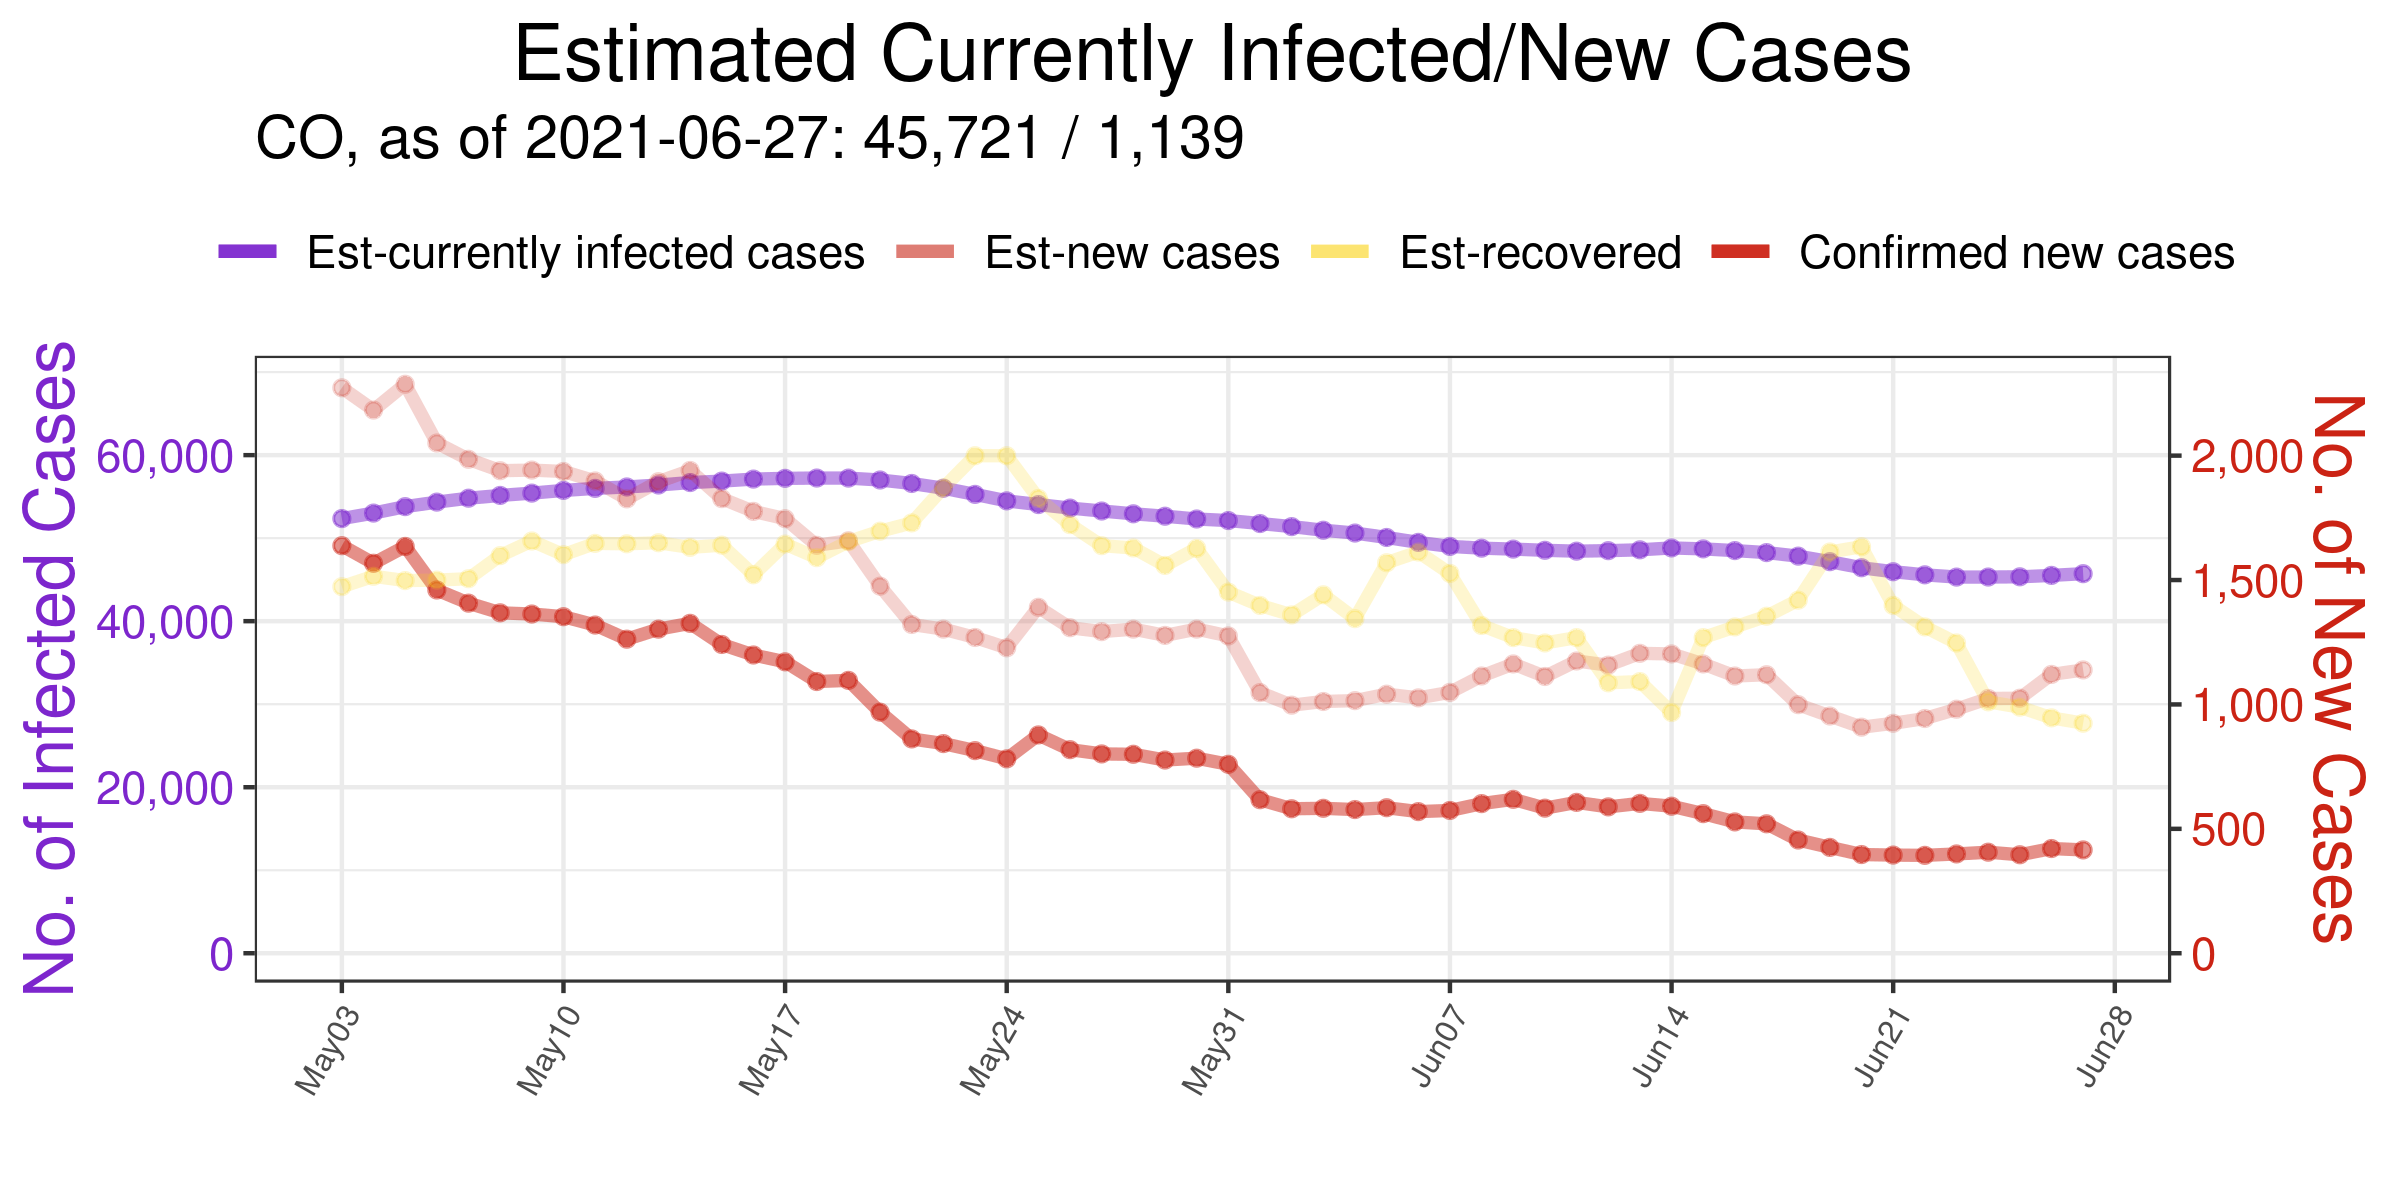 Estimated Currently Infected/New Cases
CO, as of 2021-06-27: 45,721 / 1,139
Est-currently infected cases Est-new cases Est-recovered Confirmed new cases
No. of Infected Cases
60,000
40,000
20,000
0
2,000
1,500
1,000
500
0
No. of New Cases
May03 May10 May17 May24 May31 Jun07 Jun14 Jun21 Jun28